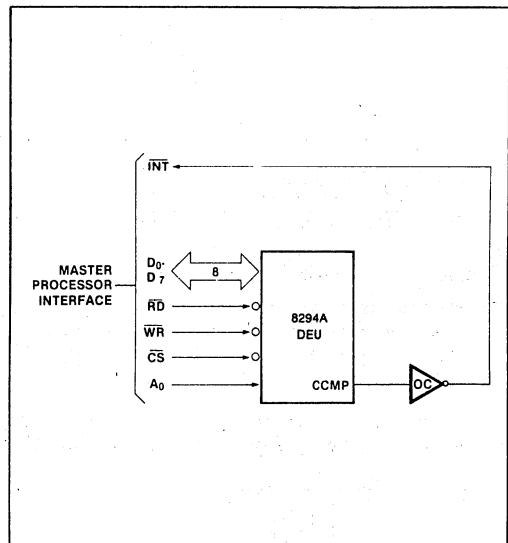 INT
D0-
D7
8
MASTER
PROCESSOR
INTERFACE
RD
WR
CS
A0
8294A
DEU
CCMP
OC